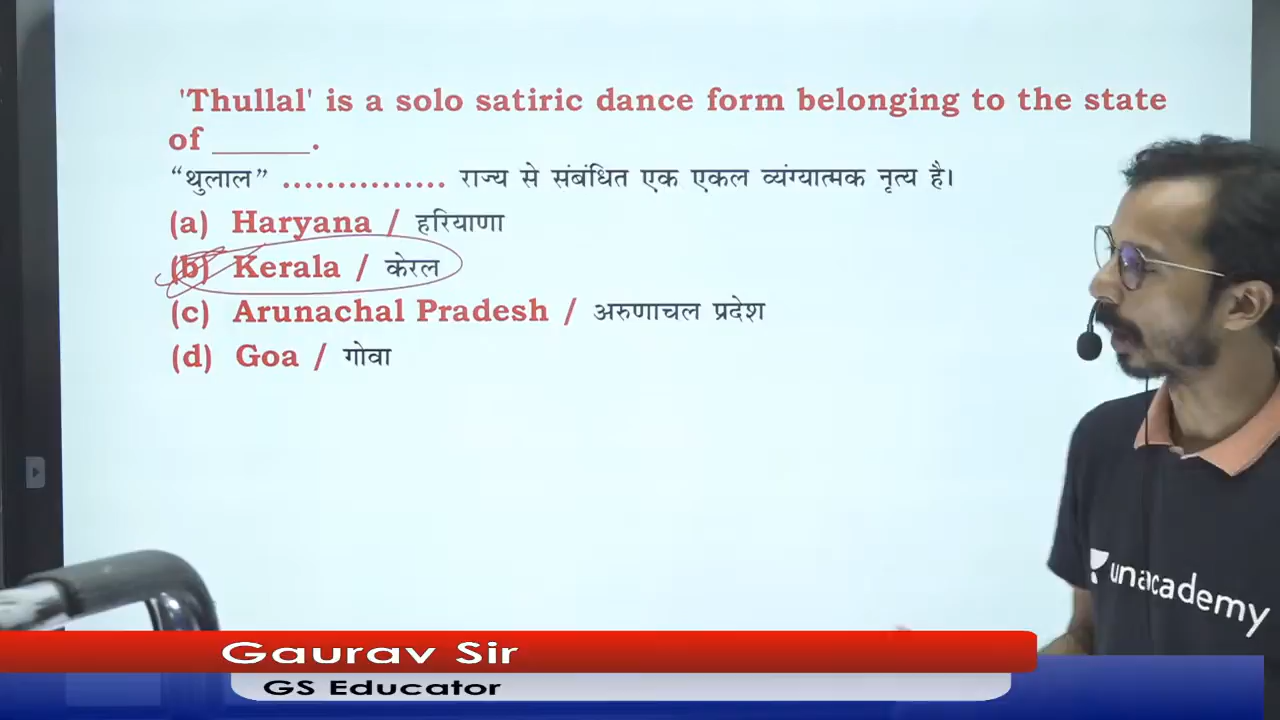 'Thullal' is a solo satiric dance form belonging to the state
of ______.
“थुलाल” ............... राज्य से संबंधित एक एकल व्यंग्यात्मक नृत्य है।
(a) Haryana / हरियाणा
(b) Kerala / केरल
(c) Arunachal Pradesh / अरुणाचल प्रदेश
(d) Goa / गोवा
unacademy
Gaurav Sir
GS Educator